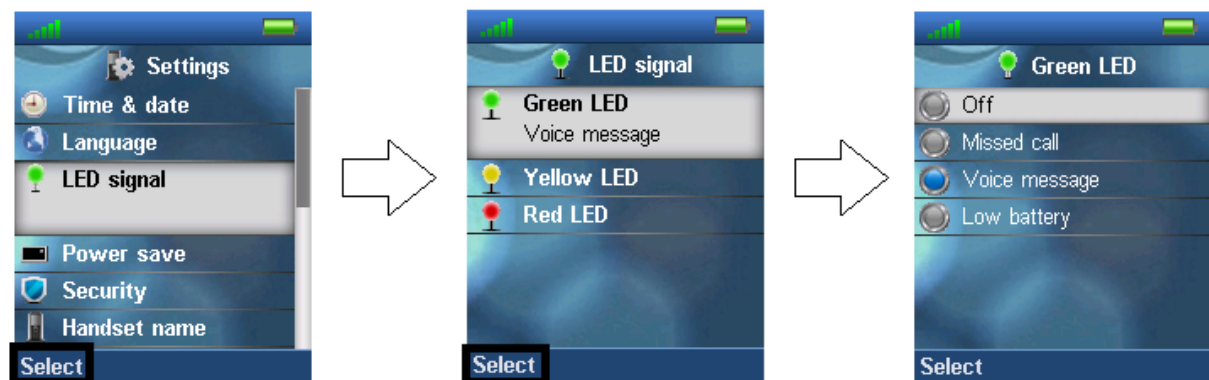 Settings
Time & date
Language
LED signal
Power save
Security
Handset name
Select
LED signal
Green LED
Voice message
Yellow LED
Red LED
Select
Green LED
Off
Missed call
Voice message
Low battery
Select